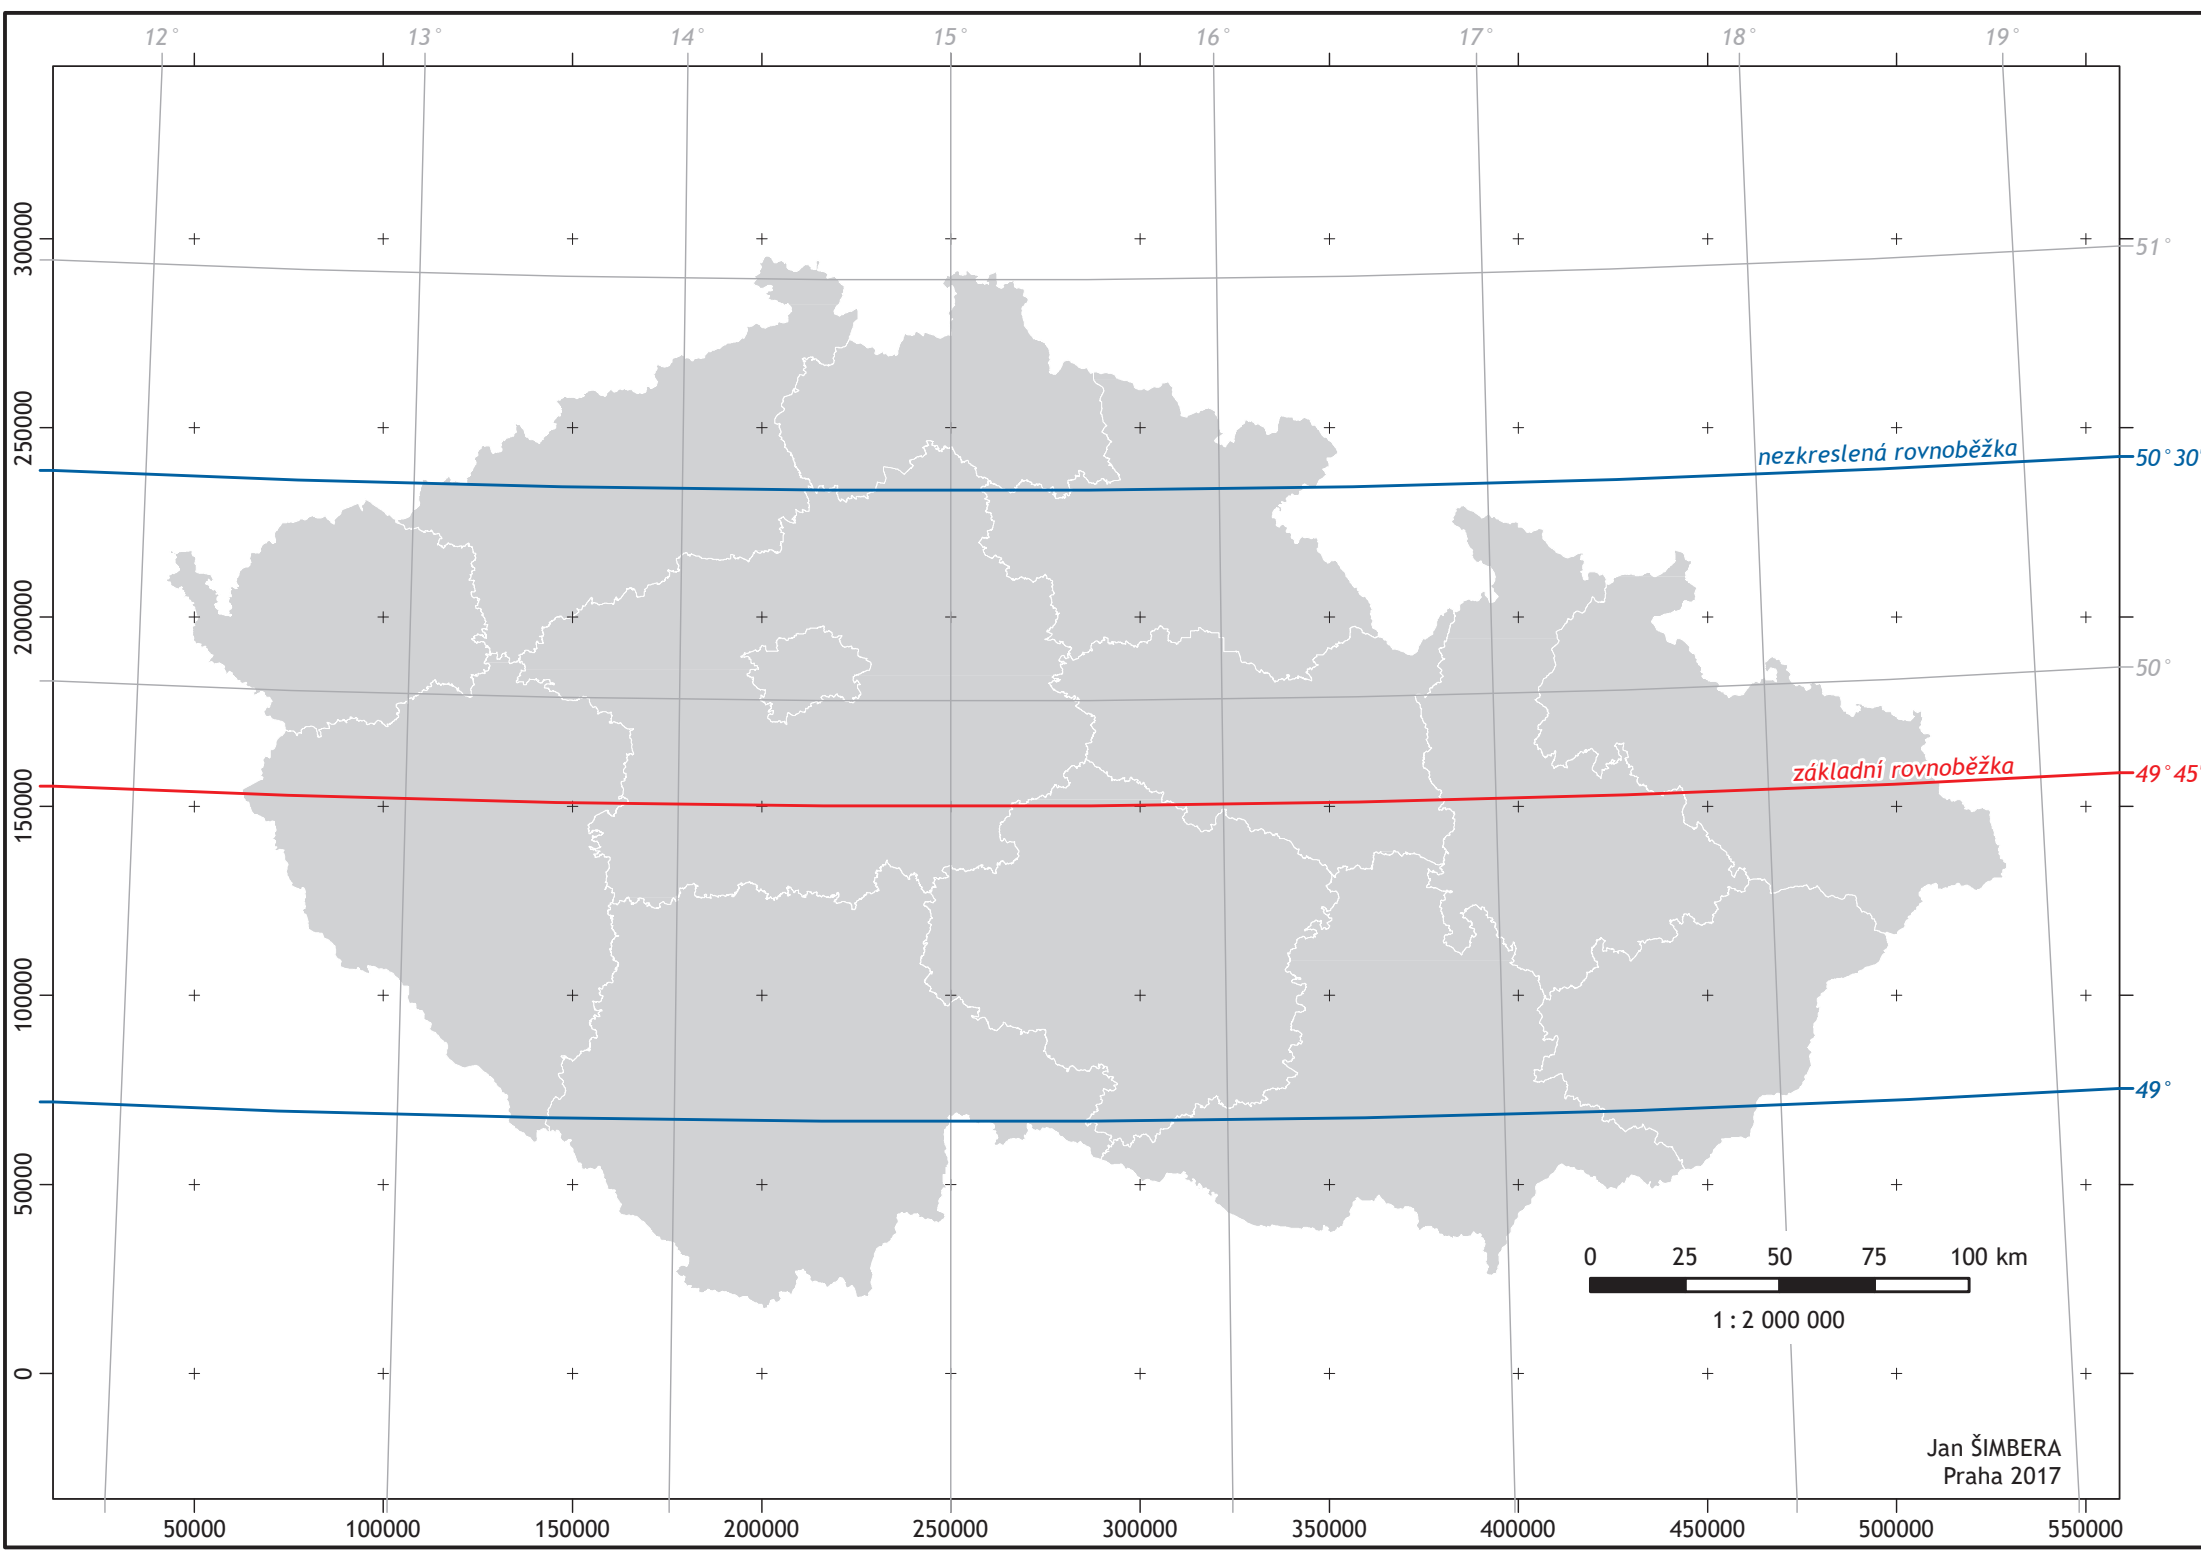 12° 13° 14° 15° 16° 17° 18° 19°
300000
51°
250000
nezkreslená rovnoběžka
50°30'
200000
50°
150000
základní rovnoběžka
49°45'
100000
49°
50000
0 25 50 75 100 km
1 : 2 000 000
0
Jan ŠIMBERA
Praha 2017
50000 100000 150000 200000 250000 300000 350000 400000 450000 500000 550000